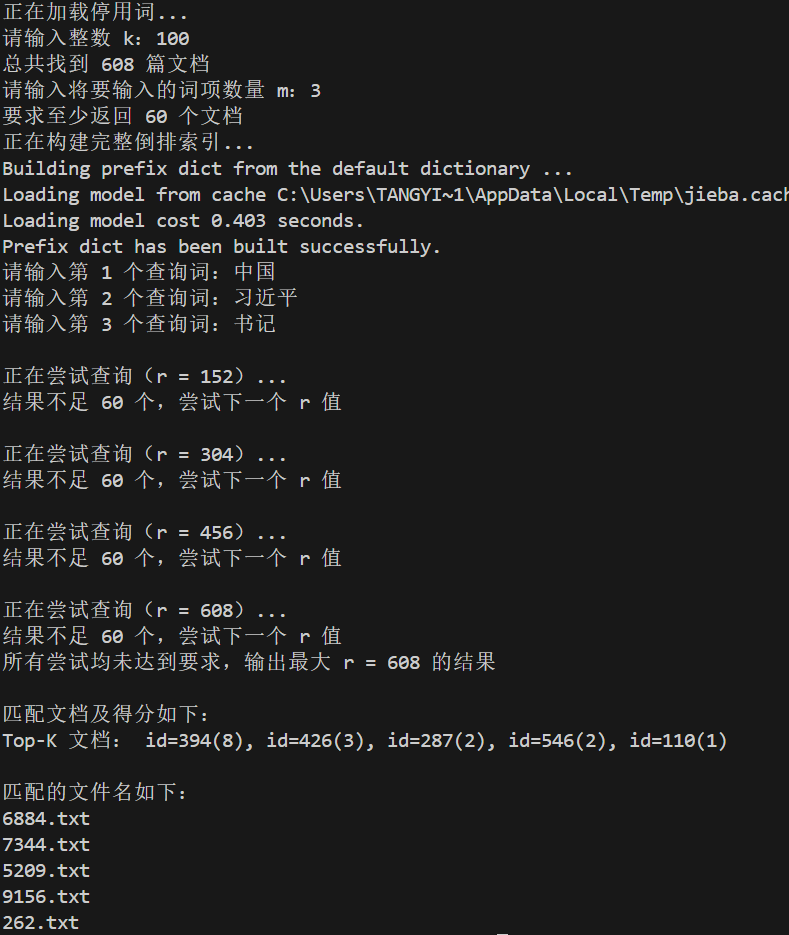 正在加载停用词...
请输入整数 k：100
总共找到 608 篇文档
请输入将要输入的词项数量 m：3
要求至少返回 60 个文档
正在构建完整倒排索引...
Building prefix dict from the default dictionary ...
Loading model from cache C:\Users\TANGYI~1\AppData\Local\Temp\jieba.cach
Loading model cost 0.403 seconds.
Prefix dict has been built successfully.
请输入第 1 个查询词：中国
请输入第 2 个查询词：习近平
请输入第 3 个查询词：书记
正在尝试查询（r = 152）...
结果不足 60 个，尝试下一个 r 值
正在尝试查询（r = 304）...
结果不足 60 个，尝试下一个 r 值
正在尝试查询（r = 456）...
结果不足 60 个，尝试下一个 r 值
正在尝试查询（r = 608）...
结果不足 60 个，尝试下一个 r 值
所有尝试均未达到要求，输出最大 r = 608 的结果
匹配文档及得分如下：
Top-K 文档： id=394(8), id=426(3), id=287(2), id=546(2), id=110(1)
匹配的文件名如下：
6884.txt
7344.txt
5209.txt
9156.txt
262.txt